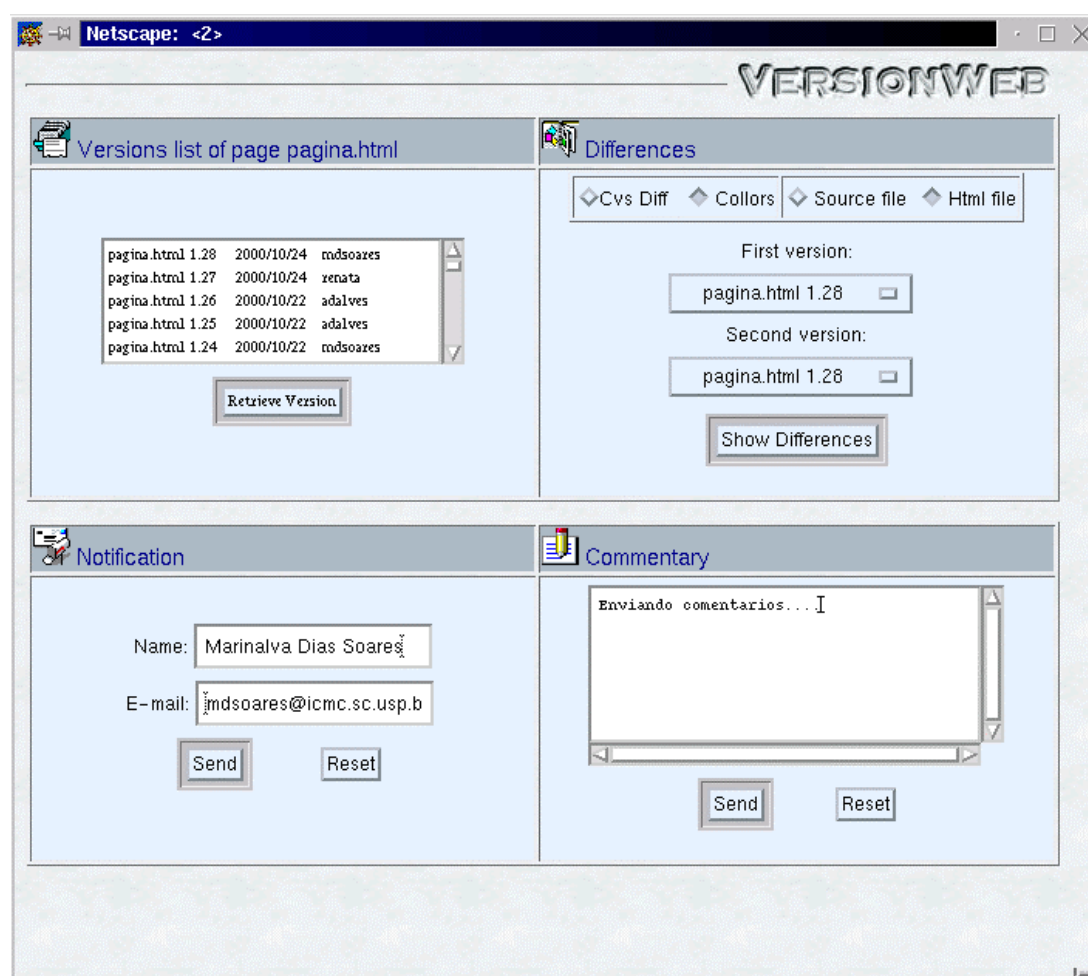 Netscape: <2>
VERSIONWEB
Versions list of page pagina.html
pagina.html 1.28 2000/10/24 mdsoares
pagina.html 1.27 2000/10/24 renata
pagina.html 1.26 2000/10/22 adalves
pagina.html 1.25 2000/10/22 adalves
pagina.html 1.24 2000/10/22 mdsoares
Retrieve Version
Differences
Cvs Diff Collors Source file Html file
First version:
pagina.html 1.28
Second version:
pagina.html 1.28
Show Differences
Notification
Name: Marinalva Dias Soares
E-mail: mdsoares@icmc.sc.usp.b
Send Reset
Commentary
Enviando comentarios....
Send Reset